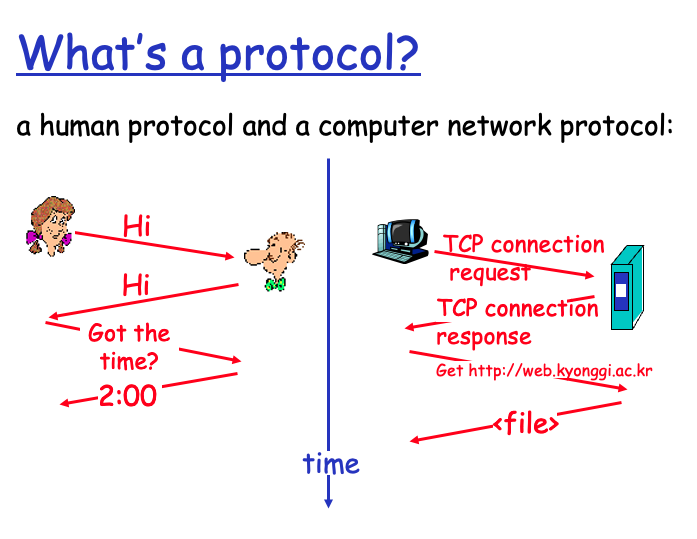 What's a protocol?
a human protocol and a computer network protocol:
Hi
Hi
Got the
time?
2:00
TCP connection
request
TCP connection
response
Get http://web.kyonggi.ac.kr
<file>
time